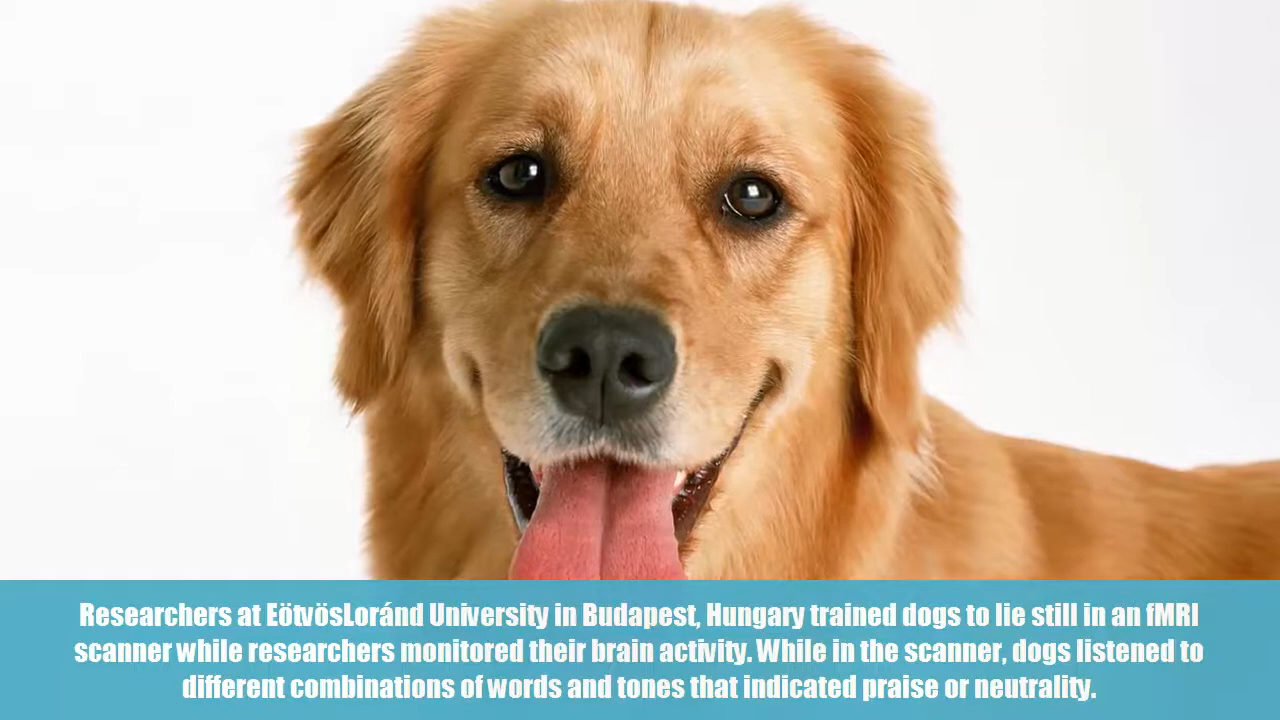 Researchers at EötvösLoránd University in Budapest, Hungary trained dogs to lie still in an fMRI
scanner while researchers monitored their brain activity. While in the scanner, dogs listened to
different combinations of words and tones that indicated praise or neutrality.